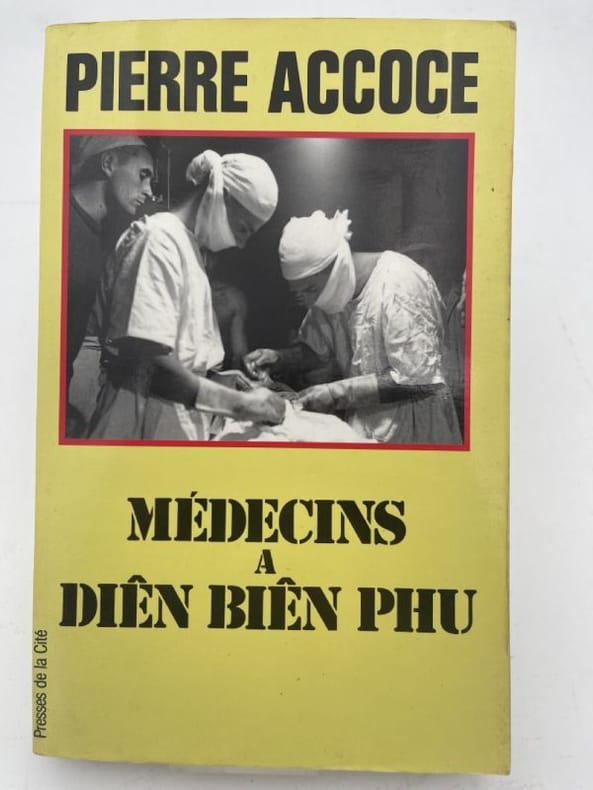 PIERRE ACCOCE
MÉDECINS
A
DIÊN BIÊN PHU
Presses de la Cité